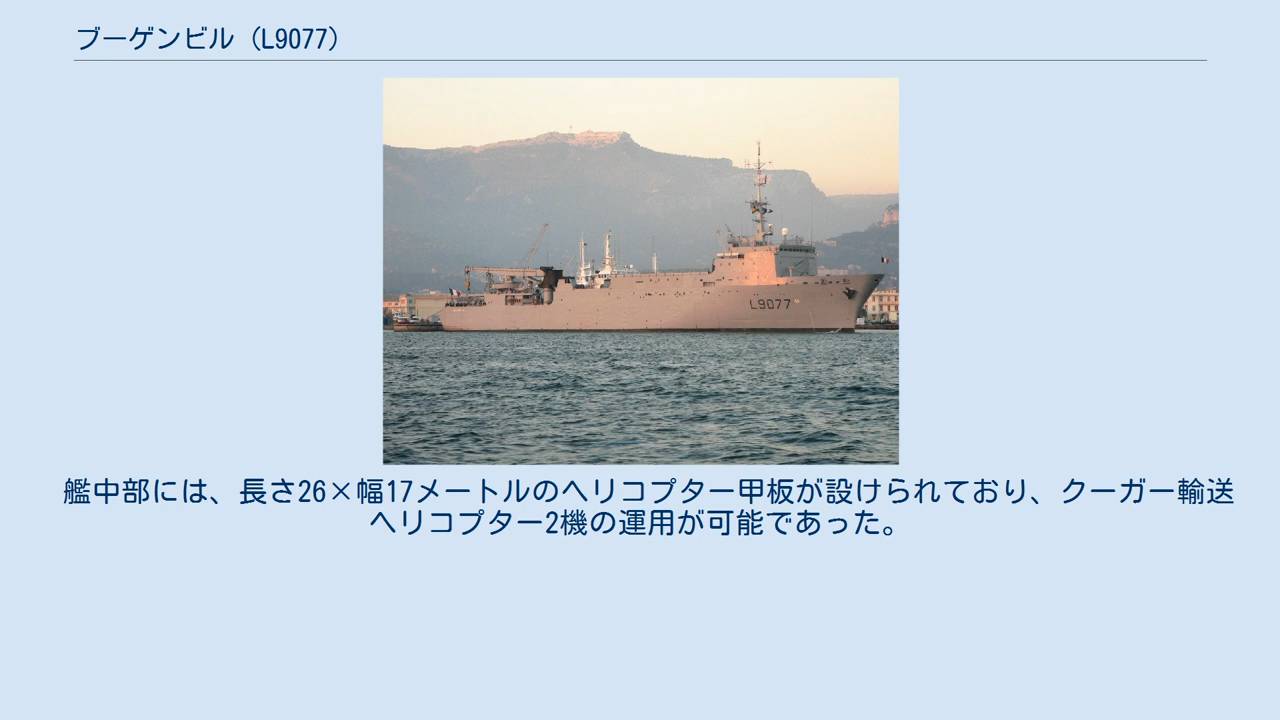 ブーゲンビル（L9077）
L9077
艦中部には、長さ26×幅17メートルのヘリコプター甲板が設けられており、クーガー輸送
ヘリコプター2機の運用が可能であった。